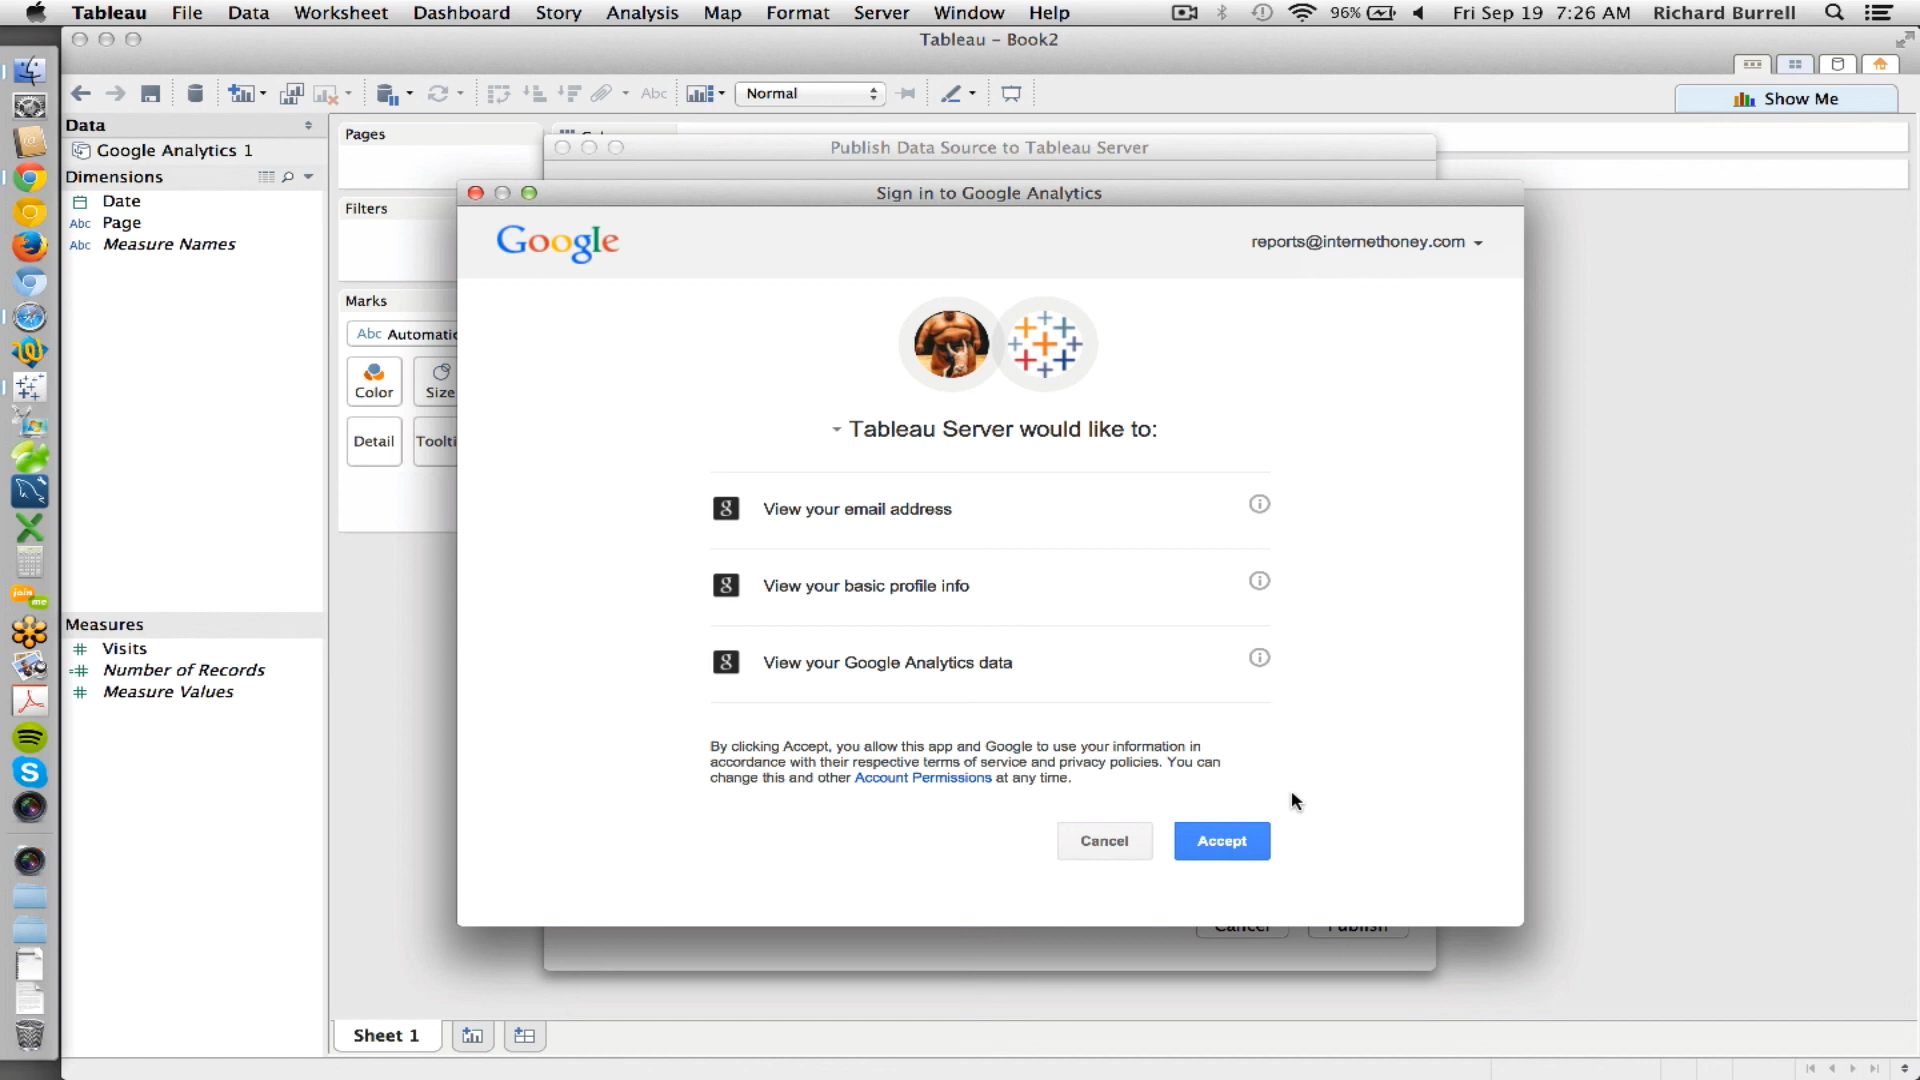 Tableau File Data Worksheet Dashboard Story Analysis Map Format Server Window Help 96% Fri Sep 19 7:26 AM Richard Burrell
Tableau - Book2
Abc Normal
Show Me
Data
Google Analytics 1
Dimensions
Date
Abc Page
Abc Measure Names
Measures
# Visits
=# Number of Records
# Measure Values
Pages
Filters
Marks
Abc Automatic
Color Size
Detail Toolti
Publish Data Source to Tableau Server
Sign in to Google Analytics
Google
reports@internethoney.com
Tableau Server would like to:
g View your email address
g View your basic profile info
g View your Google Analytics data
By clicking Accept, you allow this app and Google to use your information in
accordance with their respective terms of service and privacy policies. You can
change this and other Account Permissions at any time.
Cancel Accept
Cancel Publish
Sheet 1
join
me